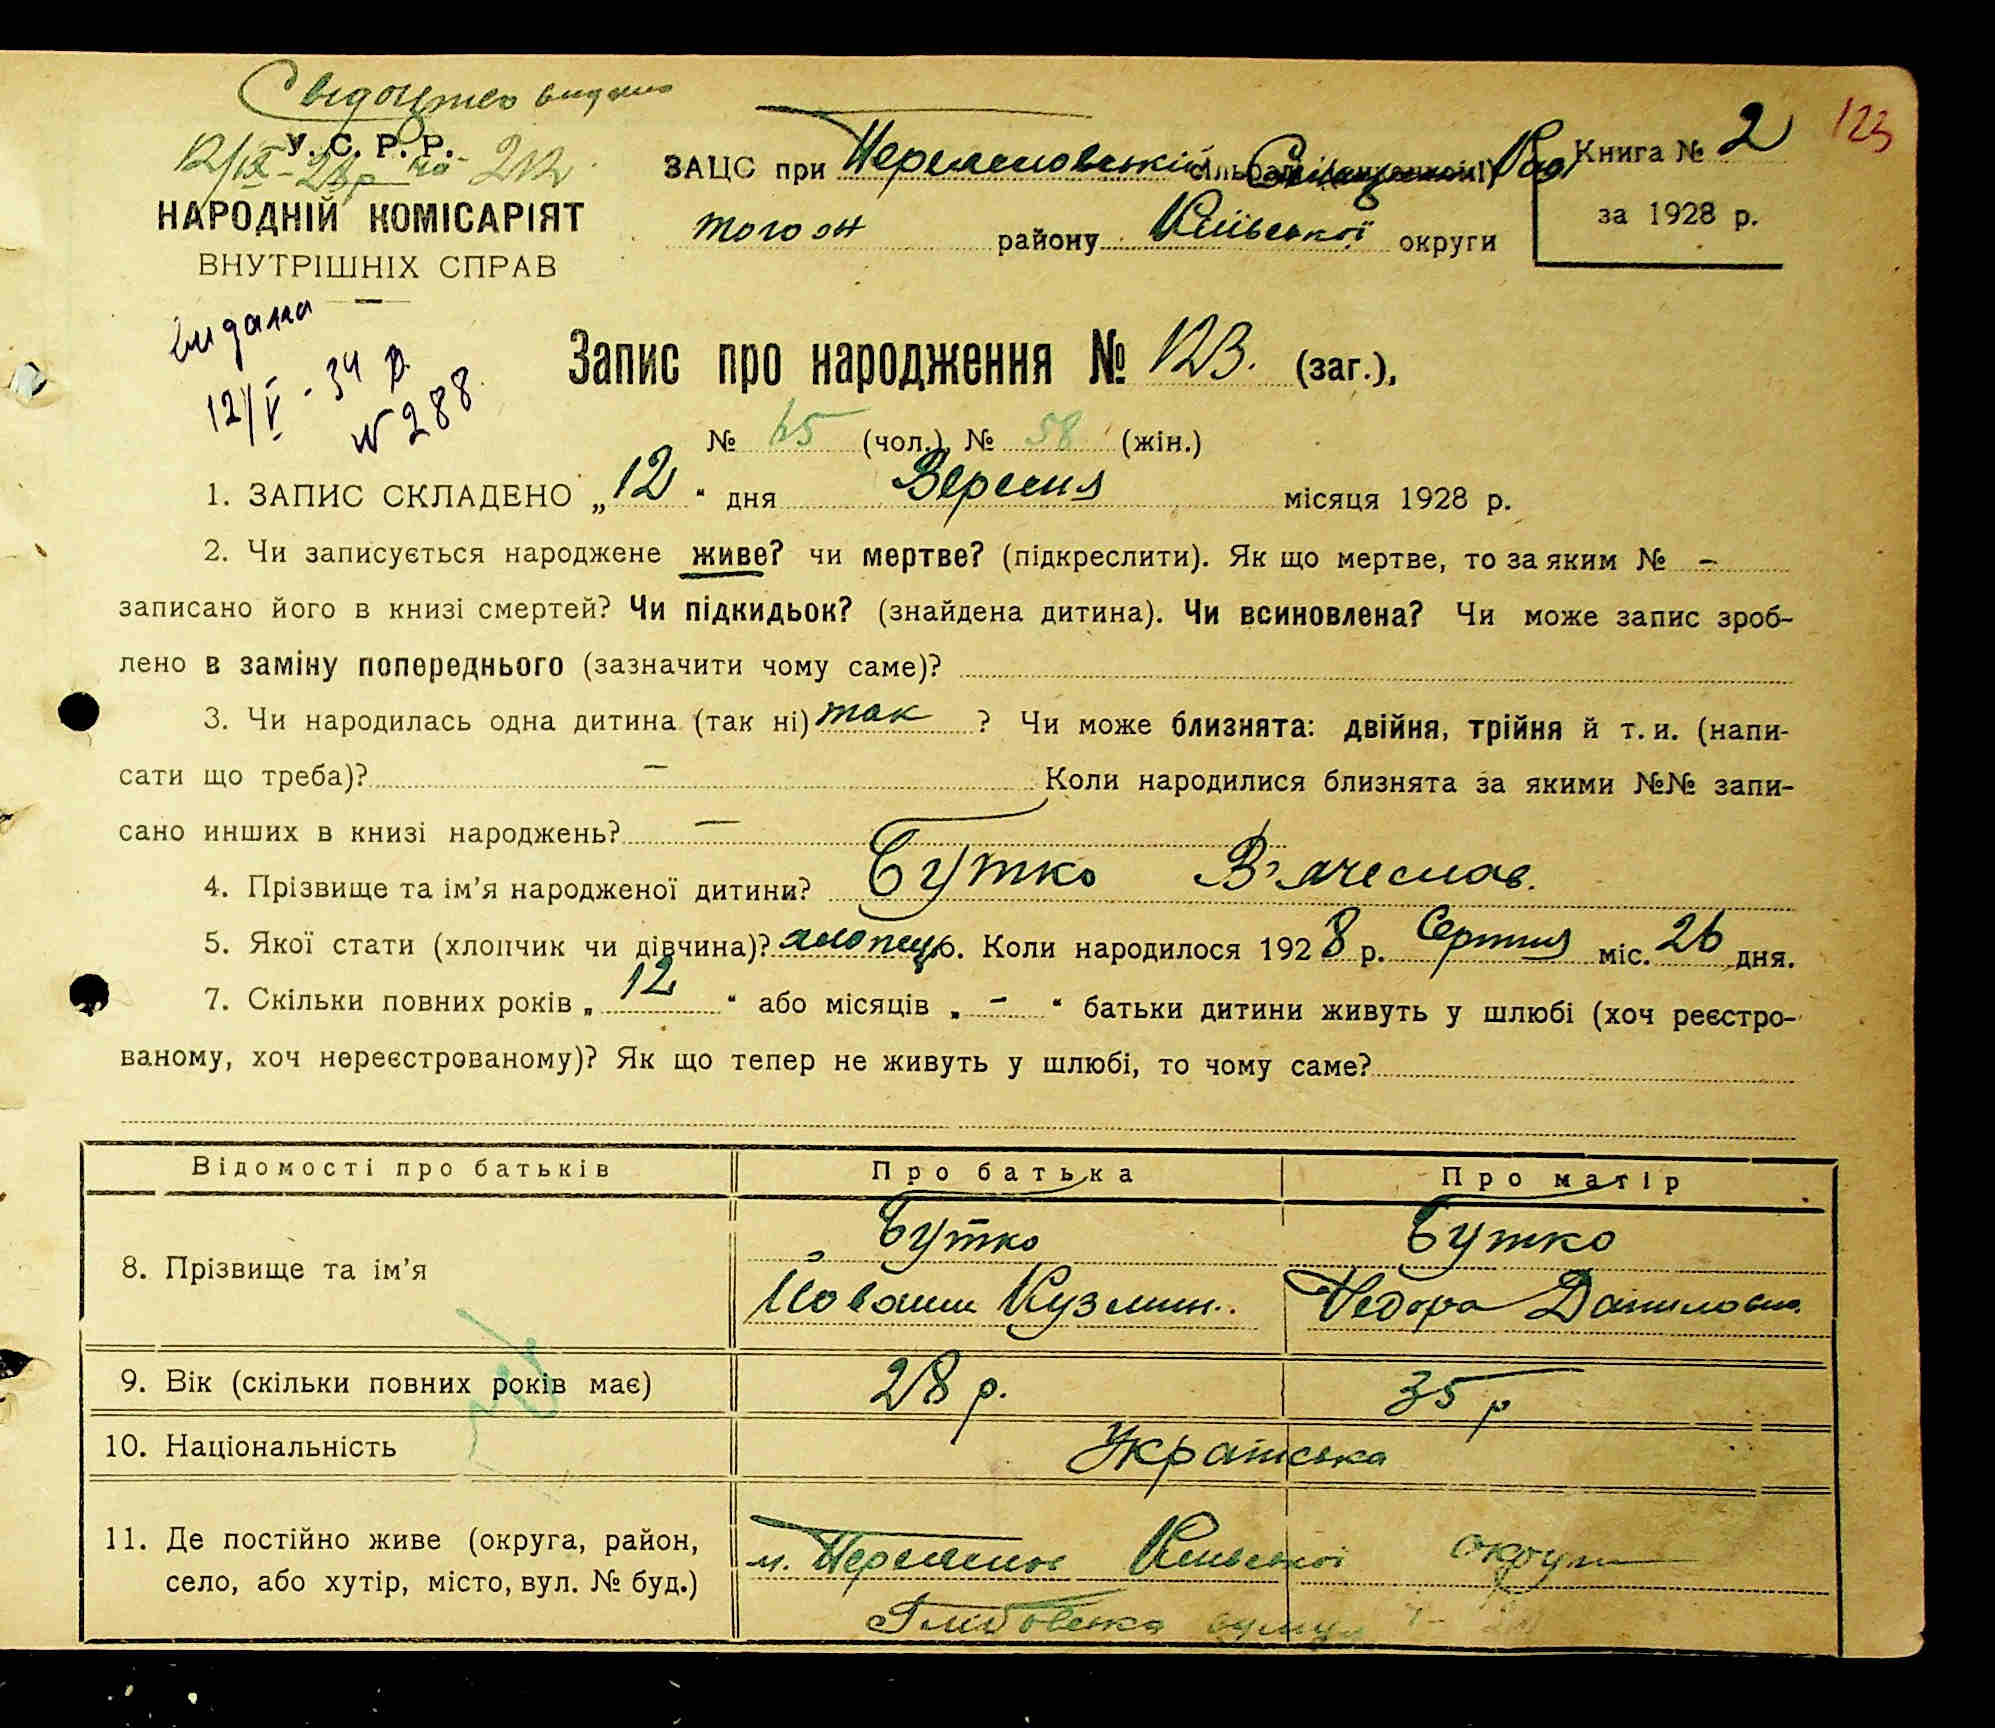 Свідоцтво видано
12/IX-28р на 212
У. С. Р. Р.
НАРОДНІЙ КОМІСАРІЯТ
ВНУТРІШНІХ СПРАВ
видана
12/V - 34 р.
№ 288
ЗАЦС при Селищній Раді
того ж району Київської округи
Книга № 2
за 1928 р.
123
Запис про народження № 123. (заг.),
№ 65 (чол.), № 58 (жін.)
1. ЗАПИС СКЛАДЕНО „12“ дня Вересня місяця 1928 р.
2. Чи записується народжене живе? чи мертве? (підкреслити). Як що мертве, то за яким № -
записано його в книзі смертей? Чи підкидьок? (знайдена дитина). Чи всиновлена? Чи може запис зроб-
лено в заміну попереднього (зазначити чому саме)?
3. Чи народилась одна дитина (так ні) так ? Чи може близнята: двійня, трійня й т. и. (напи-
сати що треба)? — Коли народилися близнята за якими №№ запи-
сано инших в книзі народжень? —
4. Прізвище та ім’я народженої дитини? Бутко В’ячеслав.
5. Якої стати (хлопчик чи дівчина)? хлопець 6. Коли народилося 1928 р. Серпня міс. 26 дня.
7. Скільки повних років „12“ або місяців „-“ батьки дитини живуть у шлюбі (хоч реєстро-
ваному, хоч нереєстрованому)? Як що тепер не живуть у шлюбі, то чому саме?
Відомості про батьків Про батька Про матір
8. Прізвище та ім’я Бутко Бутко
Кузмин. Федора Даниловна
9. Вік (скільки повних років має) 28 р. 35 р
10. Національність Українська
11. Де постійно живе (округа, район,
село, або хутір, місто, вул. № буд.)
м. Київської округи